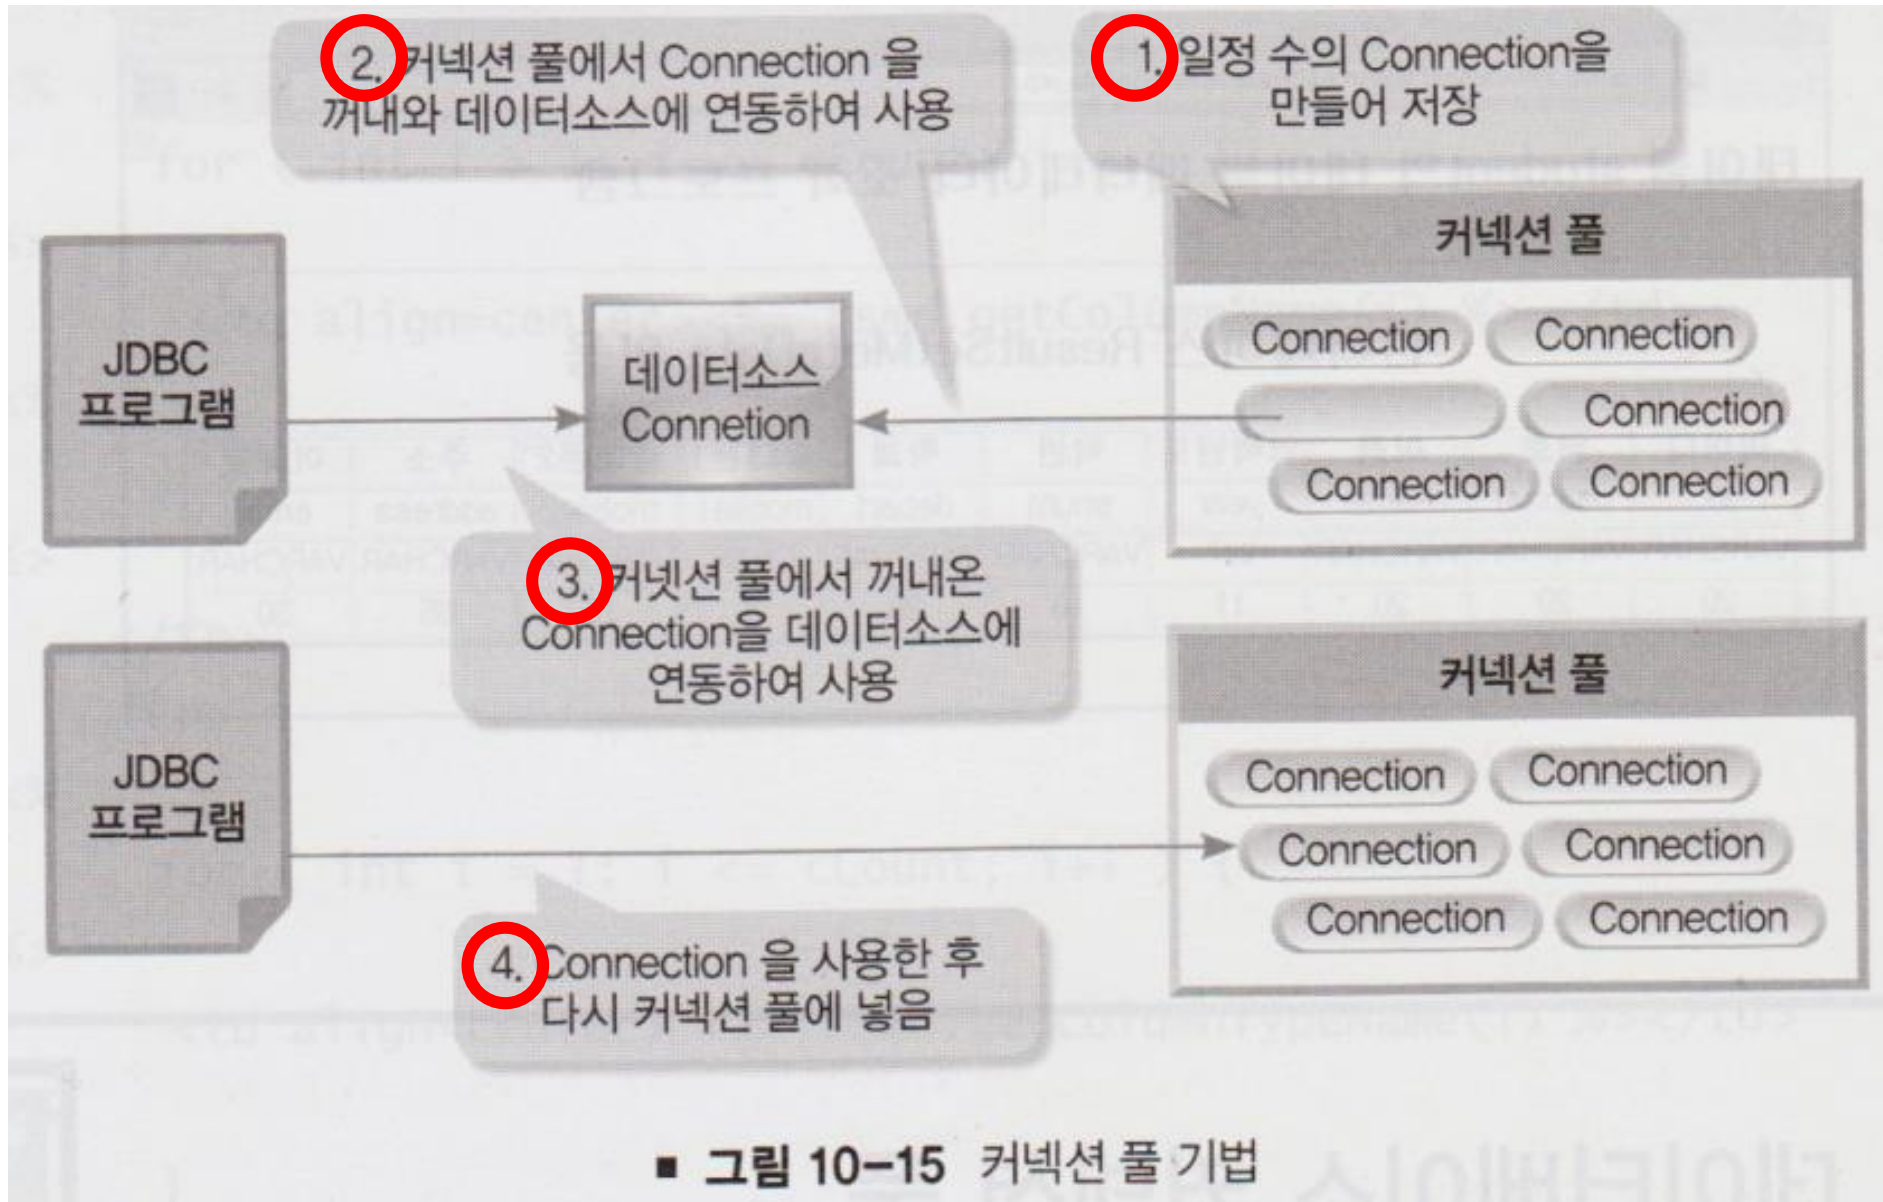 2. 커넥션 풀에서 Connection 을
꺼내와 데이터소스에 연동하여 사용
1. 일정 수의 Connection을
만들어 저장
커넥션 풀
JDBC
프로그램
데이터소스
Connetion
Connection
Connection
Connection
Connection
Connection
3. 커넷션 풀에서 꺼내온
Connection을 데이터소스에
연동하여 사용
커넥션 풀
JDBC
프로그램
Connection
Connection
Connection
Connection
Connection
Connection
4. Connection 을 사용한 후
다시 커넥션 풀에 넣음
■ 그림 10-15 커넥션 풀 기법